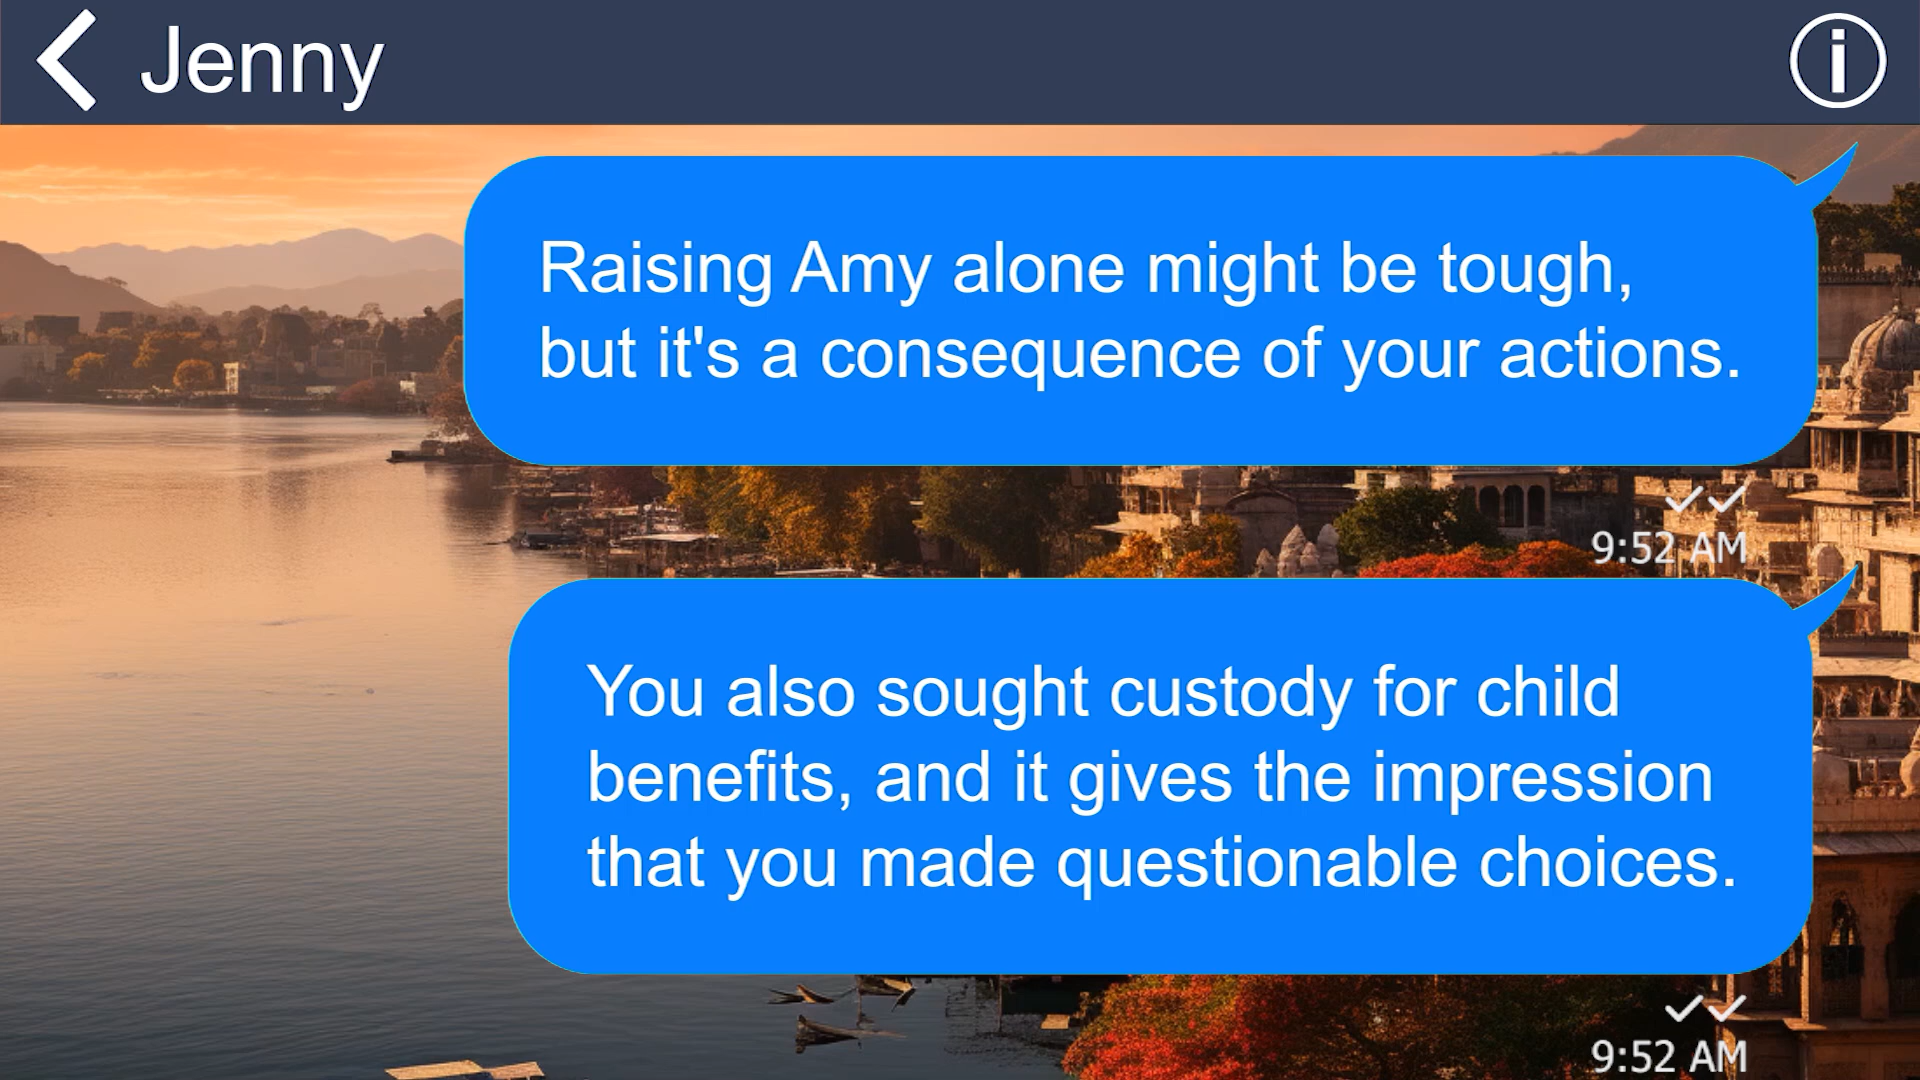 Jenny
Raising Amy alone might be tough,
but it's a consequence of your actions.
9:52 AM
You also sought custody for child
benefits, and it gives the impression
that you made questionable choices.
9:52 AM